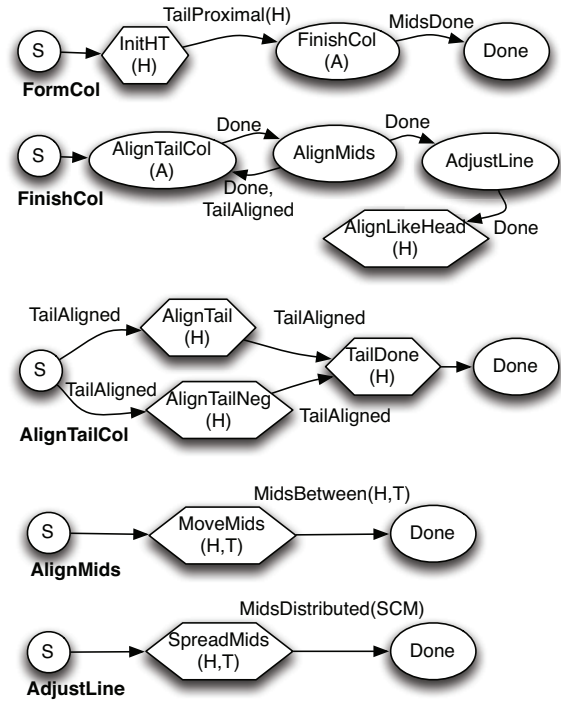 TailProximal(H)
MidsDone
S
InitHT
(H)
FinishCol
(A)
Done
FormCol
Done
Done
S
AlignTailCol
(A)
AlignMids
AdjustLine
FinishCol
Done,
TailAligned
AlignLikeHead
(H)
Done
TailAligned
AlignTail
(H)
TailAligned
S
TailDone
(H)
Done
TailAligned
AlignTailNeg
(H)
TailAligned
AlignTailCol
MidsBetween(H,T)
S
MoveMids
(H,T)
Done
AlignMids
MidsDistributed(SCM)
S
SpreadMids
(H,T)
Done
AdjustLine